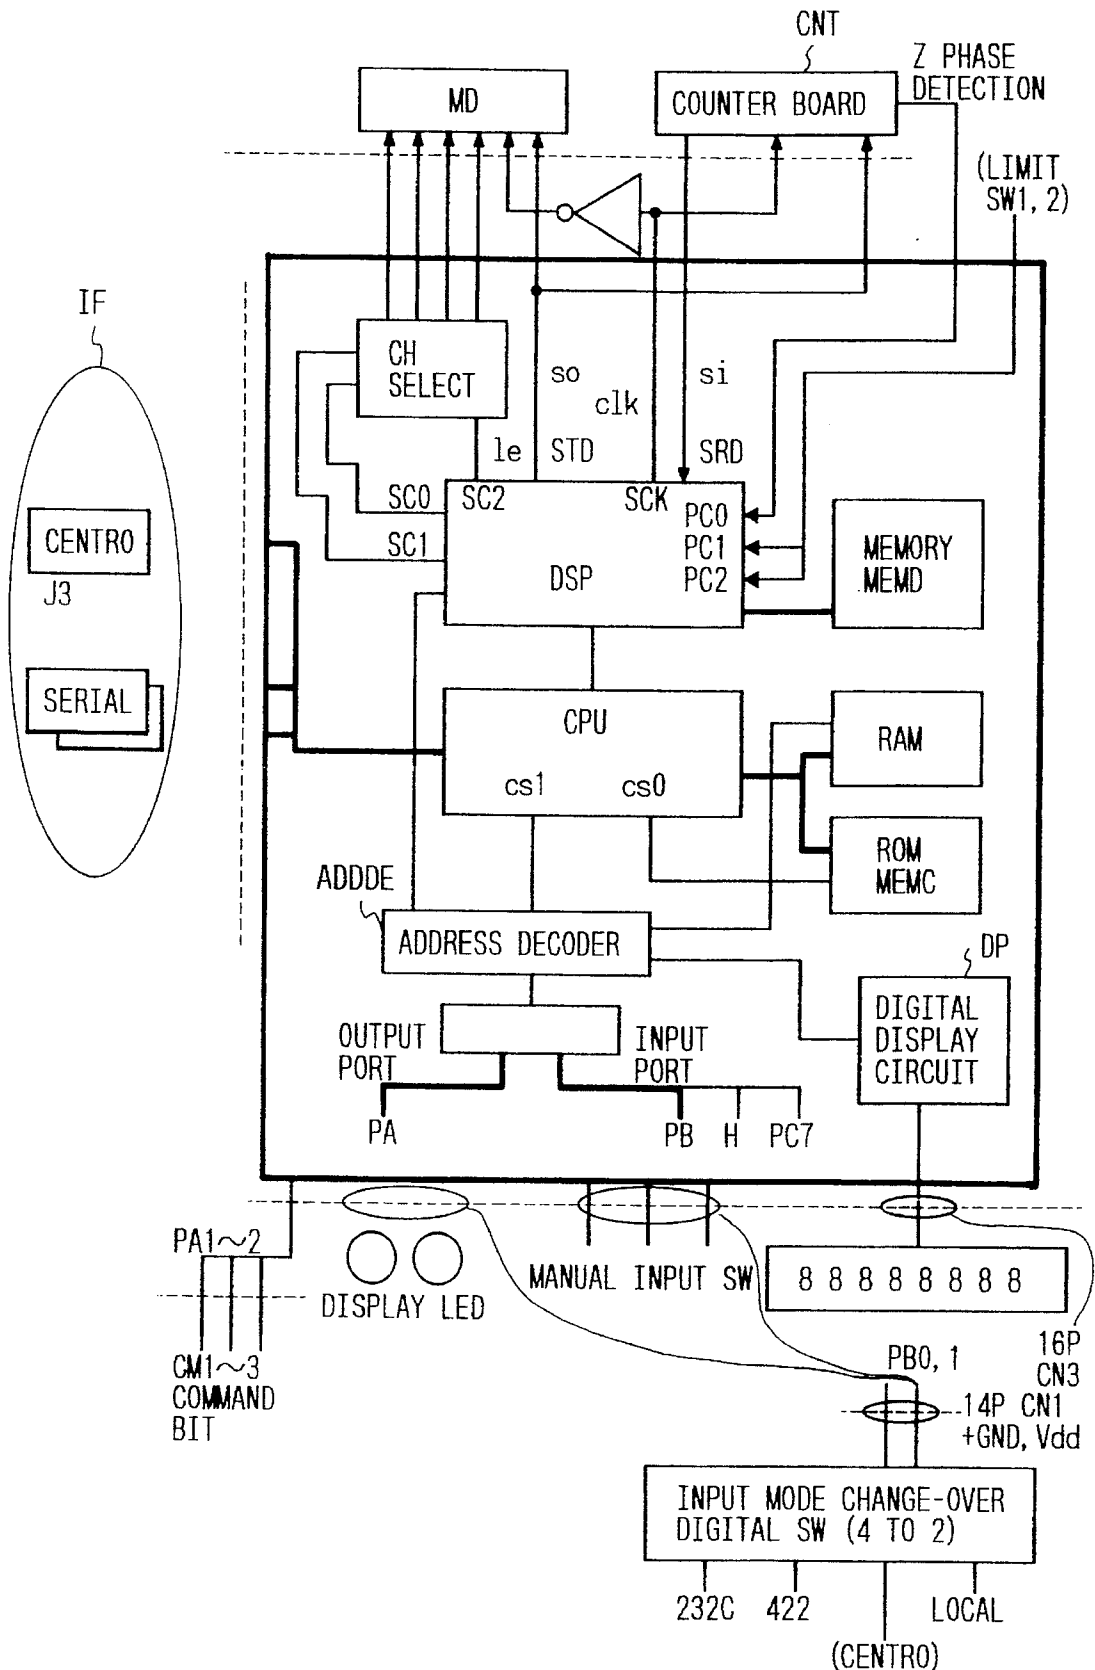 CNT
Z PHASE
DETECTION
MD
COUNTER BOARD
(LIMIT
SW1, 2)
IF
CH
SELECT
so
clk
si
le
STD
SRD
SC0
SC2
SCK
PC0
SC1
PC1
DSP
PC2
MEMORY
MEMD
CENTRO
J3
SERIAL
CPU
cs1
cs0
RAM
ROM
MEMC
ADDDE
ADDRESS DECODER
DP
OUTPUT
PORT
INPUT
PORT
DIGITAL
DISPLAY
CIRCUIT
PA
PB
H
PC7
PA1~2
DISPLAY LED
MANUAL INPUT SW
8 8 8 8 8 8 8 8
16P
CN3
CM1~3
COMMAND
BIT
PB0, 1
14P CN1
+GND, Vdd
INPUT MODE CHANGE-OVER
DIGITAL SW (4 TO 2)
232C
422
LOCAL
(CENTRO)